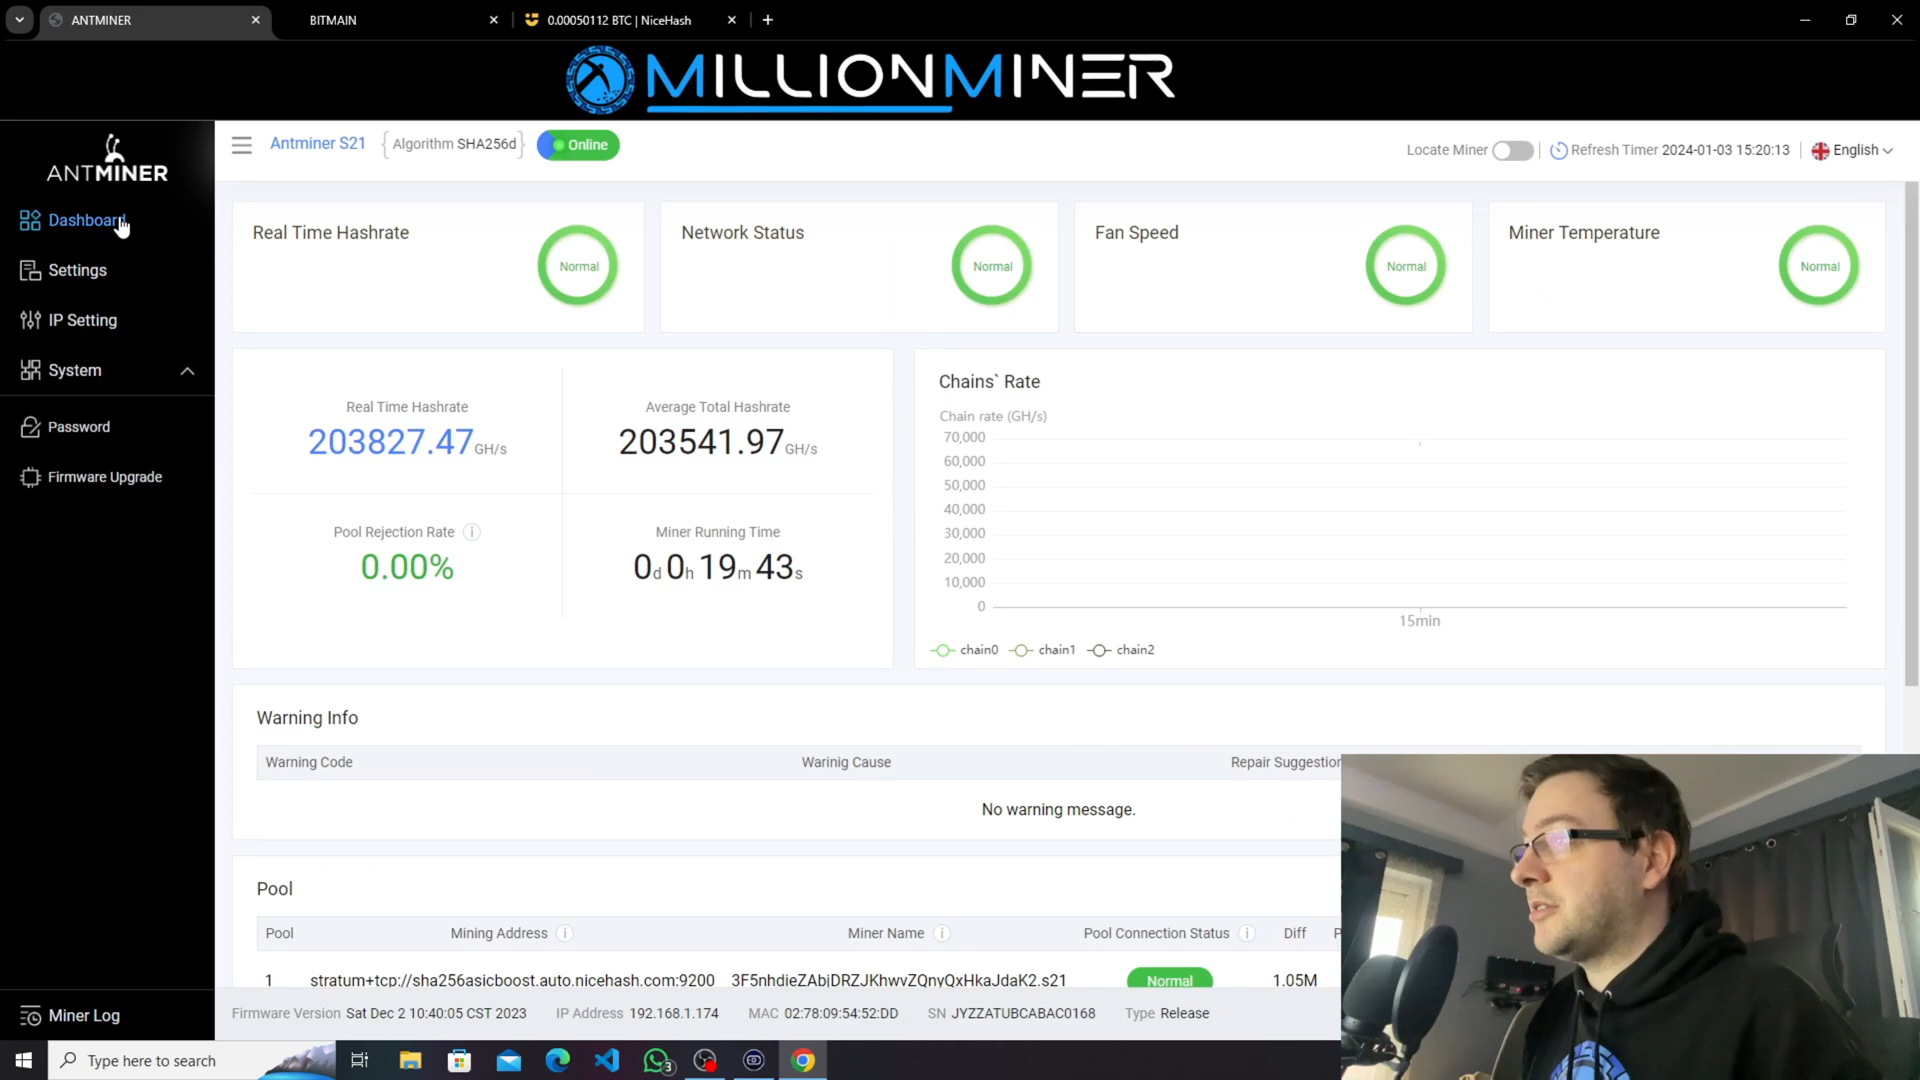 ANTMINER
BITMAIN
0.00050112 BTC | NiceHash
MILLIONMINER
ANTMINER
Antminer S21
Algorithm SHA256d
Online
Locate Miner
Refresh Timer 2024-01-03 15:20:13
English
Dashboard
Settings
IP Setting
System
Password
Firmware Upgrade
Miner Log
Real Time Hashrate
Normal
Network Status
Normal
Fan Speed
Normal
Miner Temperature
Normal
Real Time Hashrate
203827.47 GH/s
Average Total Hashrate
203541.97 GH/s
Pool Rejection Rate
0.00%
Miner Running Time
0d 0h 19m 43s
Chains` Rate
Chain rate (GH/s)
70,000
60,000
50,000
40,000
30,000
20,000
10,000
0
15min
chain0 chain1 chain2
Warning Info
Warning Code Warinig Cause Repair Suggestion
No warning message.
Pool
Pool Mining Address Miner Name Pool Connection Status Diff P
1 stratum+tcp://sha256asicboost.auto.nicehash.com:9200 3F5nhdieZAbjDRZJKhwvZQnyQxHkaJdaK2.s21 Normal 1.05M
Firmware Version Sat Dec 2 10:40:05 CST 2023 IP Address 192.168.1.174 MAC 02:78:09:54:52:DD SN JYZZATUBCABAC0168 Type Release
Type here to search
3